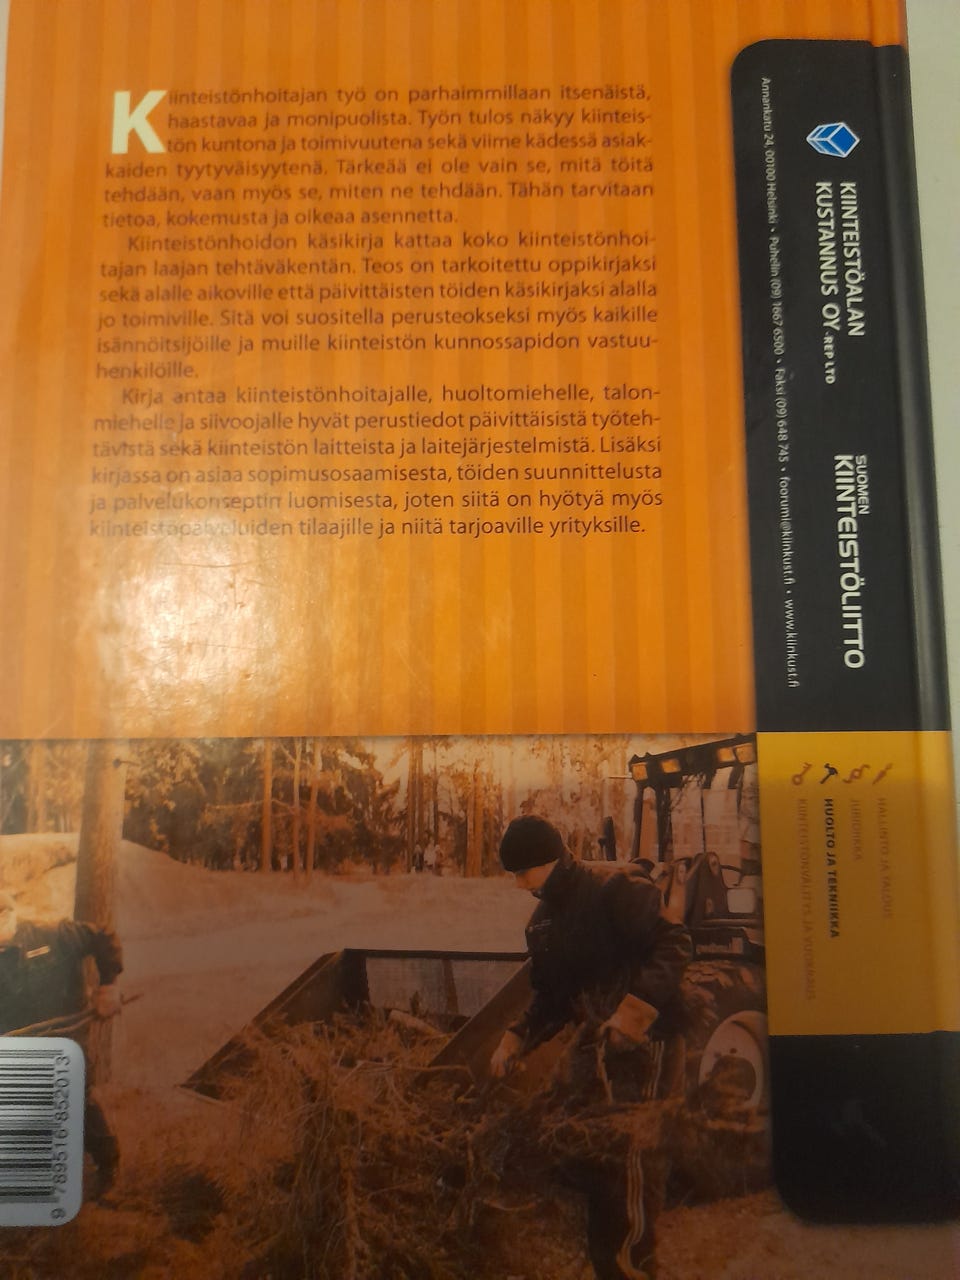 Kiinteistönhoitajan työ on parhaimmillaan itsenäistä,
haastavaa ja monipuolista. Työn tulos näkyy kiinteis-
tön kuntona ja toimivuutena sekä viime kädessä asiak-
kaiden tyytyväisyytenä. Tärkeää ei ole vain se, mitä töitä
tehdään, vaan myös se, miten ne tehdään. Tähän tarvitaan
tietoa, kokemusta ja oikeaa asennetta.
Kiinteistönhoidon käsikirja kattaa koko kiinteistönhoi-
tajan laajan tehtäväkentän. Teos on tarkoitettu oppikirjaksi
sekä alalle aikoville että päivittäisten töiden käsikirjaksi alalla
jo toimiville. Sitä voi suositella perusteokseksi myös kaikille
isännöitsijöille ja muille kiinteistön kunnossapidon vastuu-
henkilöille.
Kirja antaa kiinteistönhoitajalle, huoltomiehelle, talon-
miehelle ja siivoojalle hyvät perustiedot päivittäisistä työteh-
tävistä sekä kiinteistön laitteista ja laitejärjestelmistä. Lisäksi
kirjassa on asiaa sopimusosaamisesta, töiden suunnittelusta
ja palvelukonseptin luomisesta, joten siitä on hyötyä myös
kiinteistöpalveluiden tilaajille ja niitä tarjoaville yrityksille.
KIINTEISTÖALAN
KUSTANNUS OY-REP LTD
SUOMEN
KIINTEISTÖLIITTO
Annankatu 24, 00100 Helsinki • Puhelin (09) 1667 6500 • Faksi (09) 648 745 • foorumi@kiinkust.fi • www.kiinkust.fi
HALLINTO JA TALOUS
JURIDIIKKA
HUOLTO JA TEKNIIKKA
KIINTEISTÖNVÄLITYS JA VUOKRAUS
9 789516 852013